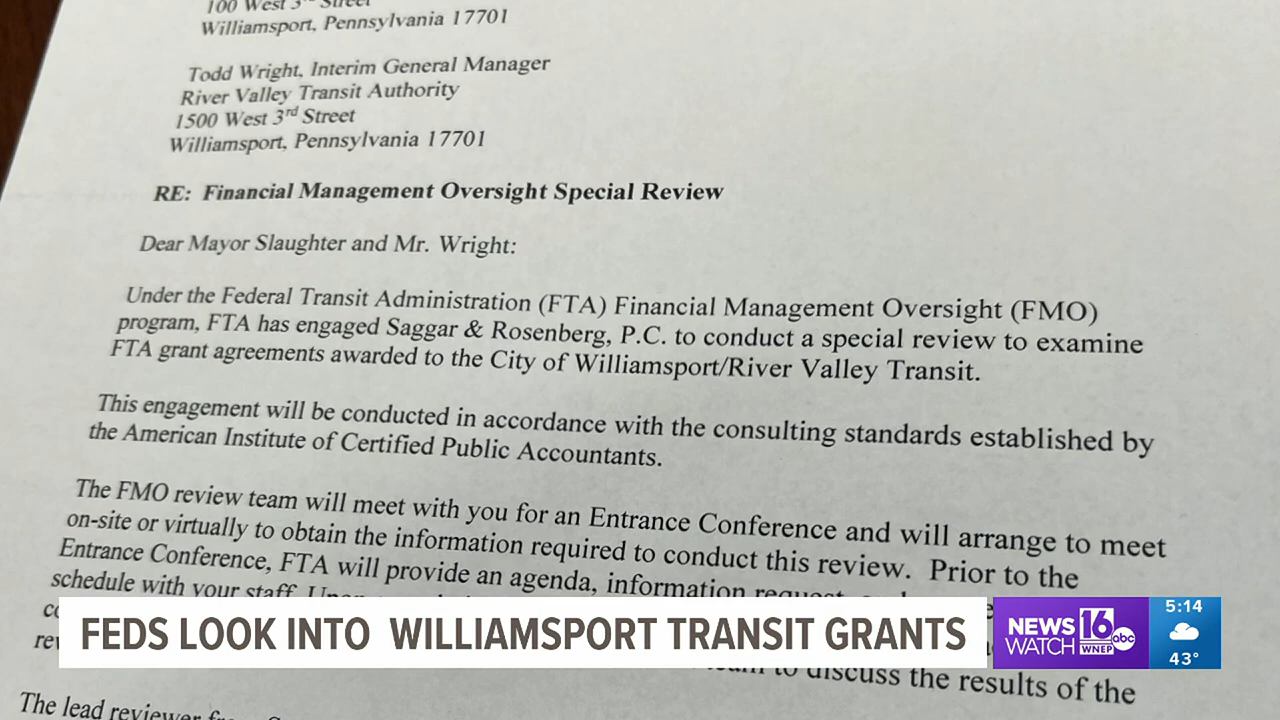 100 West 3rd Street
Williamsport, Pennsylvania 17701
Todd Wright, Interim General Manager
River Valley Transit Authority
1500 West 3rd Street
Williamsport, Pennsylvania 17701
RE: Financial Management Oversight Special Review
Dear Mayor Slaughter and Mr. Wright:
Under the Federal Transit Administration (FTA) Financial Management Oversight (FMO)
program, FTA has engaged Saggar & Rosenberg, P.C. to conduct a special review to examine
FTA grant agreements awarded to the City of Williamsport/River Valley Transit.
This engagement will be conducted in accordance with the consulting standards established by
the American Institute of Certified Public Accountants.
The FMO review team will meet with you for an Entrance Conference and will arrange to meet
on-site or virtually to obtain the information required to conduct this review. Prior to the
Entrance Conference, FTA will provide an agenda, information request,
schedule with your staff.
to discuss the results of the
The lead reviewer
FEDS LOOK INTO WILLIAMSPORT TRANSIT GRANTS
NEWS WATCH 16 WNEP abc
5:14
43°